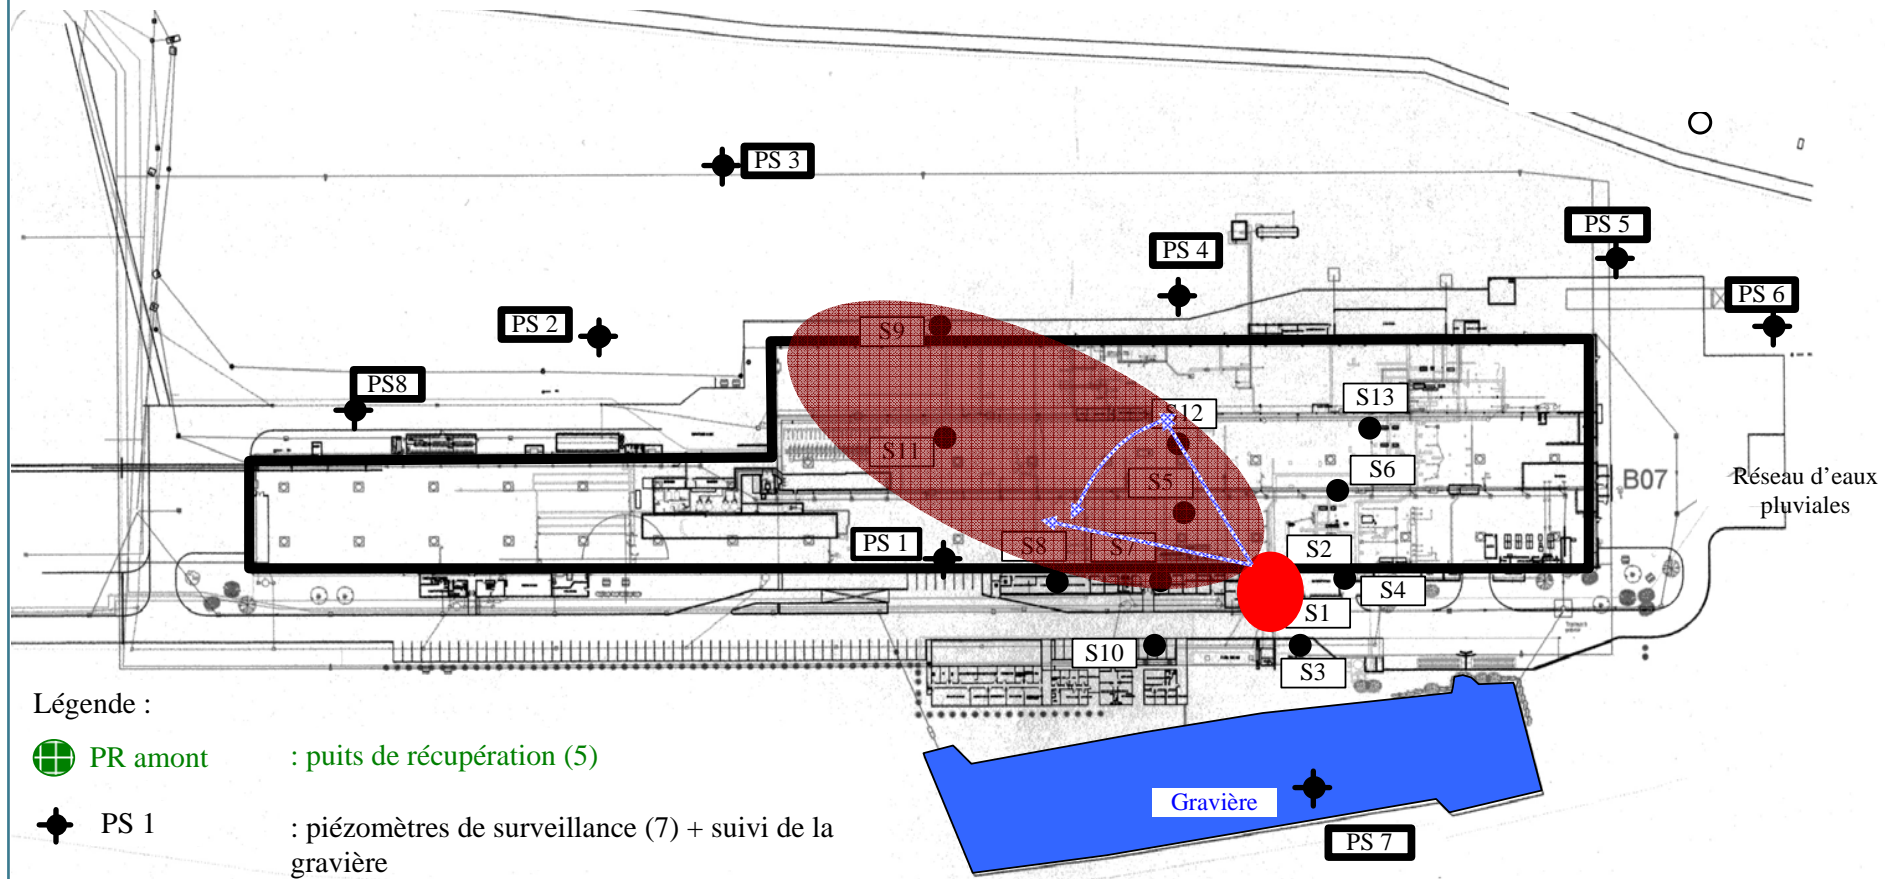 PS 3
PS 5
PS 4
PS 6
PS 2
S9
PS8
S12
S13
S11
S6
S5
B07
Réseau d’eaux
pluviales
PS 1
S8
S7
S2
S4
S1
S10
S3
Légende :
PR amont : puits de récupération (5)
Gravière
PS 1 : piézomètres de surveillance (7) + suivi de la
gravière
PS 7